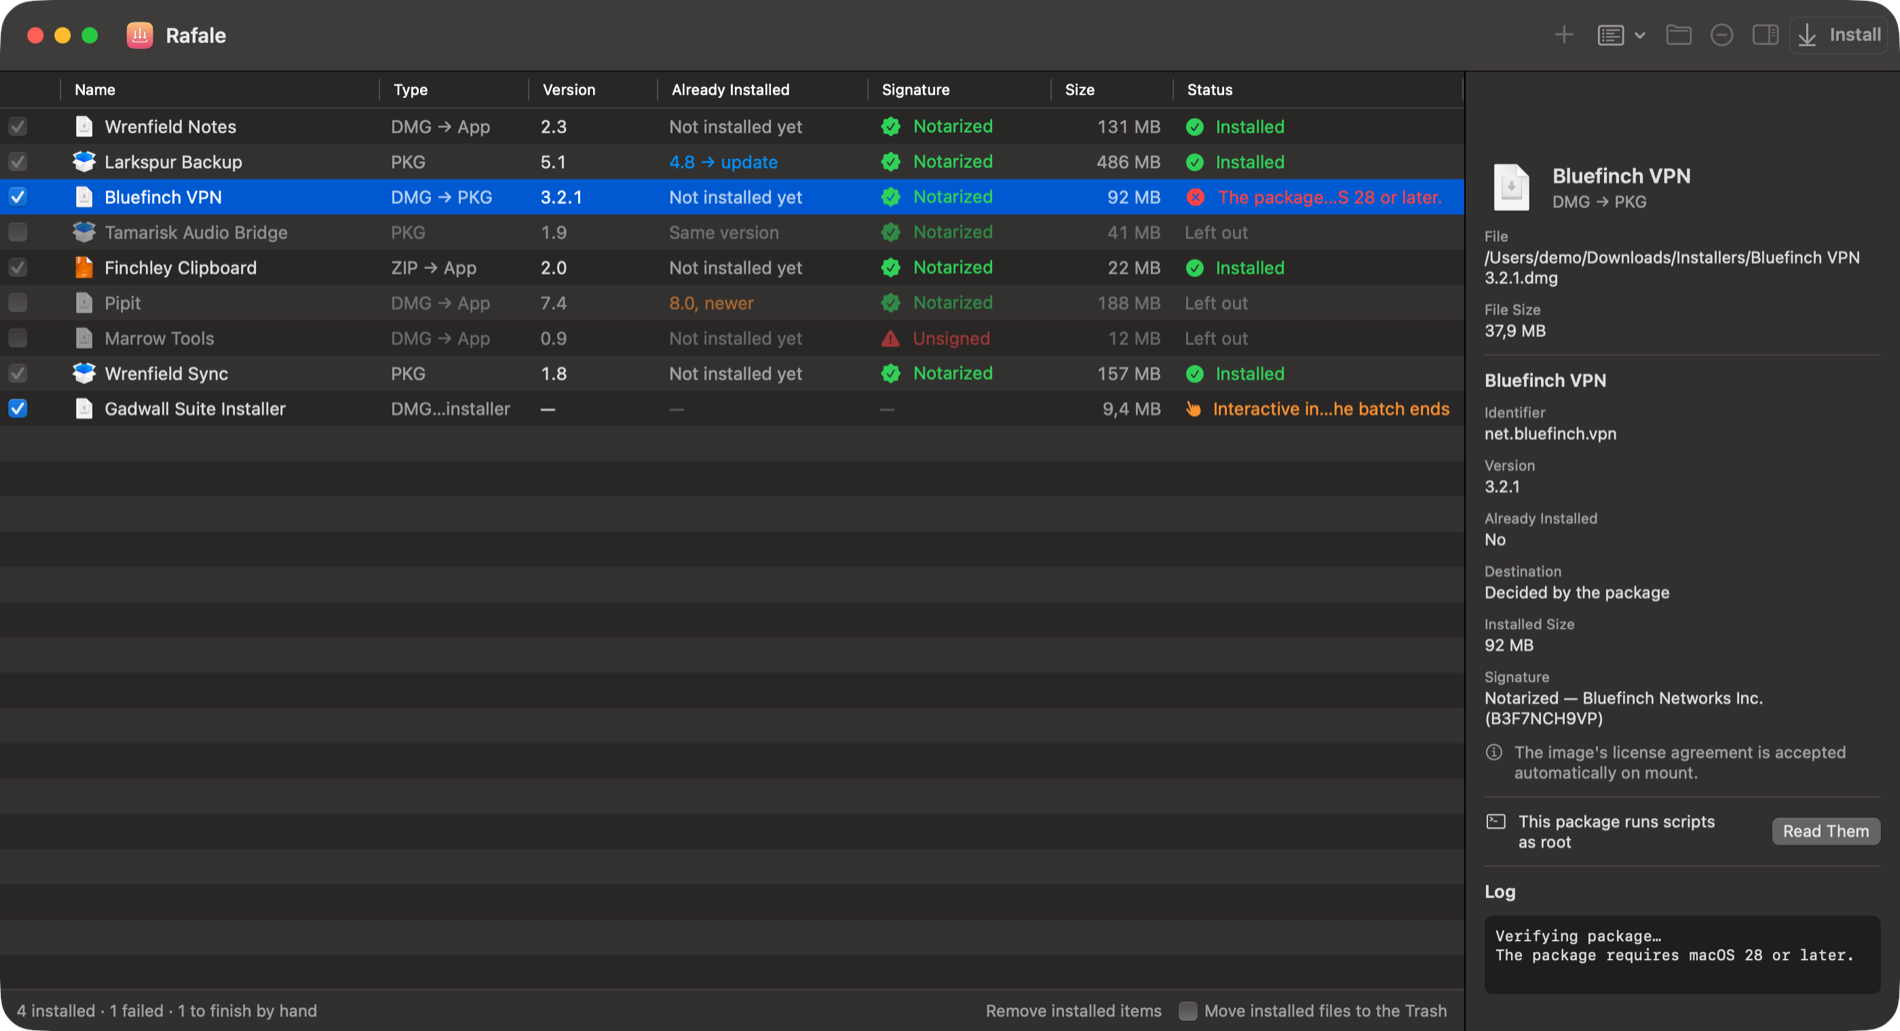 Rafale
Install
Name Type Version Already Installed Signature Size Status
Wrenfield Notes DMG → App 2.3 Not installed yet Notarized 131 MB Installed
Larkspur Backup PKG 5.1 4.8 → update Notarized 486 MB Installed
Bluefinch VPN DMG → PKG 3.2.1 Not installed yet Notarized 92 MB The package...S 28 or later.
Tamarisk Audio Bridge PKG 1.9 Same version Notarized 41 MB Left out
Finchley Clipboard ZIP → App 2.0 Not installed yet Notarized 22 MB Installed
Pipit DMG → App 7.4 8.0, newer Notarized 188 MB Left out
Marrow Tools DMG → App 0.9 Not installed yet Unsigned 12 MB Left out
Wrenfield Sync PKG 1.8 Not installed yet Notarized 157 MB Installed
Gadwall Suite Installer DMG...installer — — — 9,4 MB Interactive in...he batch ends
4 installed · 1 failed · 1 to finish by hand
Remove installed items
Move installed files to the Trash
Bluefinch VPN
DMG → PKG
File
/Users/demo/Downloads/Installers/Bluefinch VPN
3.2.1.dmg
File Size
37,9 MB
Bluefinch VPN
Identifier
net.bluefinch.vpn
Version
3.2.1
Already Installed
No
Destination
Decided by the package
Installed Size
92 MB
Signature
Notarized — Bluefinch Networks Inc.
(B3F7NCH9VP)
The image's license agreement is accepted
automatically on mount.
This package runs scripts
as root
Read Them
Log
Verifying package…
The package requires macOS 28 or later.